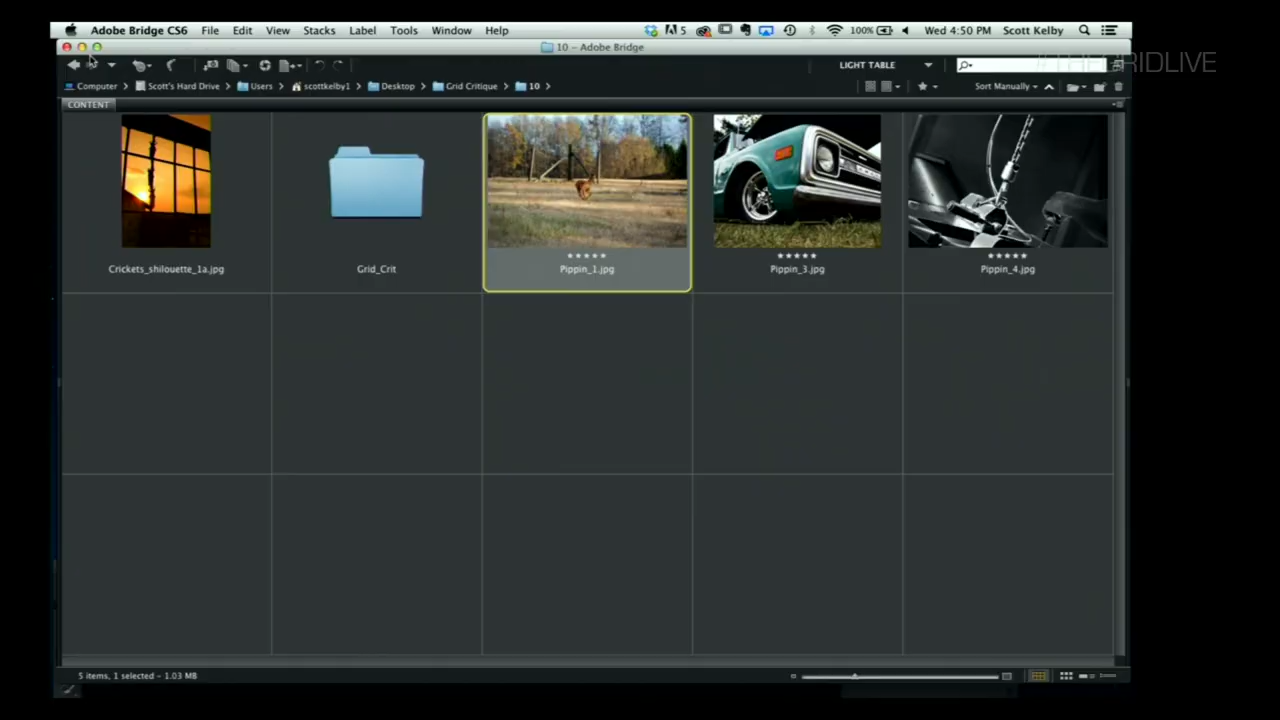 Adobe Bridge CS6 File Edit View Stacks Label Tools Window Help 5 100% Wed 4:50 PM Scott Kelby
10 – Adobe Bridge
LIGHT TABLE
#THEGRIDLIVE
Computer Scott's Hard Drive Users scottkelby1 Desktop Grid Critique 10 Sort Manually
CONTENT
Crickets_shilouette_1a.jpg Grid_Crit Pippin_1.jpg Pippin_3.jpg Pippin_4.jpg
5 items, 1 selected – 1.03 MB